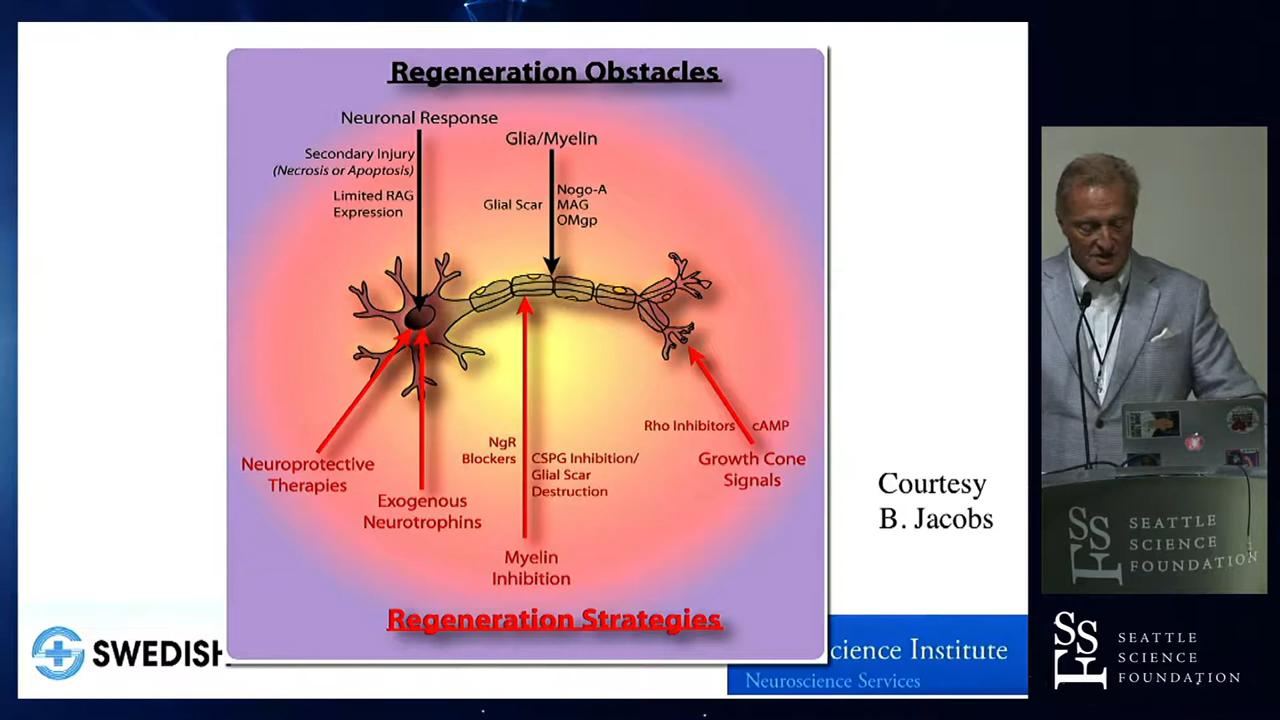 Regeneration Obstacles
Neuronal Response
Glia/Myelin
Secondary Injury
(Necrosis or Apoptosis)
Limited RAG
Expression
Glial Scar
Nogo-A
MAG
OMgp
Rho Inhibitors
cAMP
NgR
Blockers
CSPG Inhibition/
Glial Scar
Destruction
Neuroprotective
Therapies
Exogenous
Neurotrophins
Growth Cone
Signals
Myelin
Inhibition
Regeneration Strategies
Courtesy
B. Jacobs
SWEDISH
cience Institute
Neuroscience Services
SSF
SEATTLE
SCIENCE
FOUNDATION
SSF
SEATTLE
SCIENCE
FOUNDATION